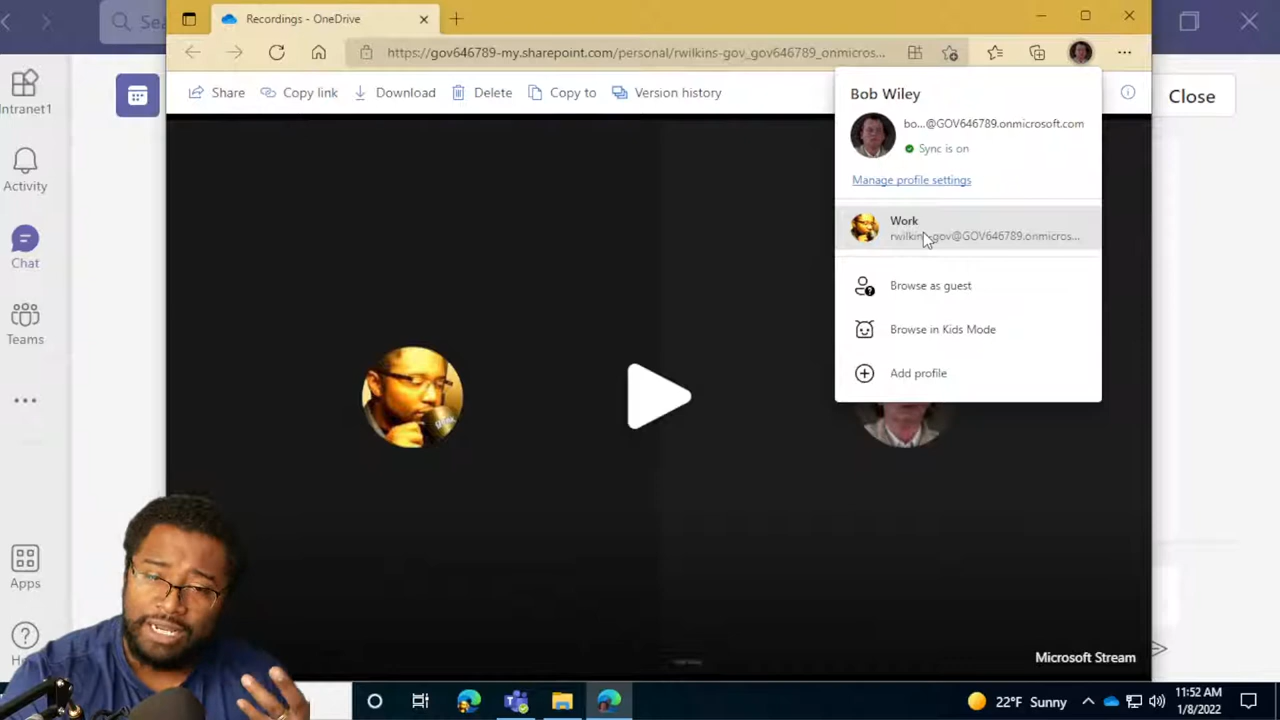 Sea
Recordings - OneDrive
https://gov646789-my.sharepoint.com/personal/rwilkins-gov_gov646789_onmicros...
Intranet1
Activity
Chat
Teams
Apps
Share
Copy link
Download
Delete
Copy to
Version history
Close
Bob Wiley
bo...@GOV646789.onmicrosoft.com
Sync is on
Manage profile settings
Work
rwilkins-gov@GOV646789.onmicros...
Browse as guest
Browse in Kids Mode
Add profile
Microsoft Stream
22°F Sunny
11:52 AM
1/8/2022